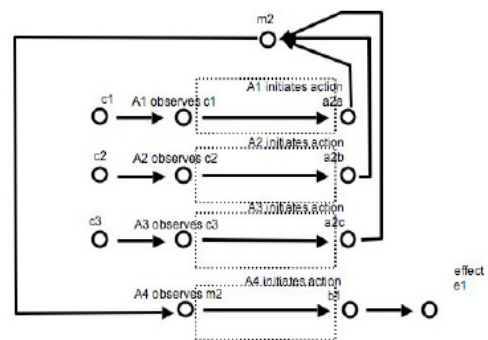 m2
A1 initiates action
c1 A1 observes c1 a2a
A2 initiates action
c2 A2 observes c2 a2b
A3 initiates action
c3 A3 observes c3 a2c
effect
A4 observes m2 A4 initiates action e1